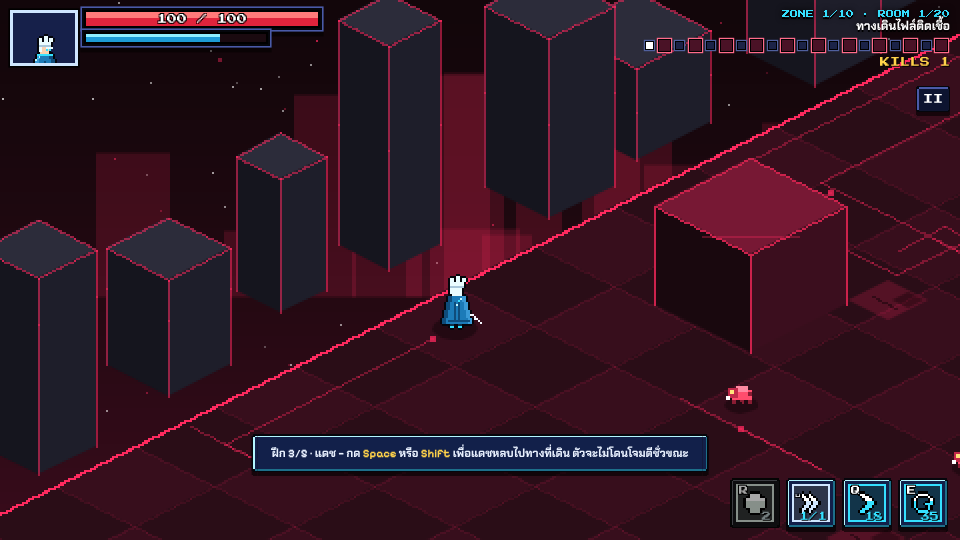 100 / 100
ZONE 1/10 · ROOM 1/20
ทางเดินไฟล์ติดเชื้อ
KILLS 1
II
ฝึก 3/8 · แดช - กด Space หรือ Shift เพื่อแดชหลบไปทางที่เดิน ตัวจะไม่โดนโจมตีชั่วขณะ
R
2
1/1
Q
18
E
35